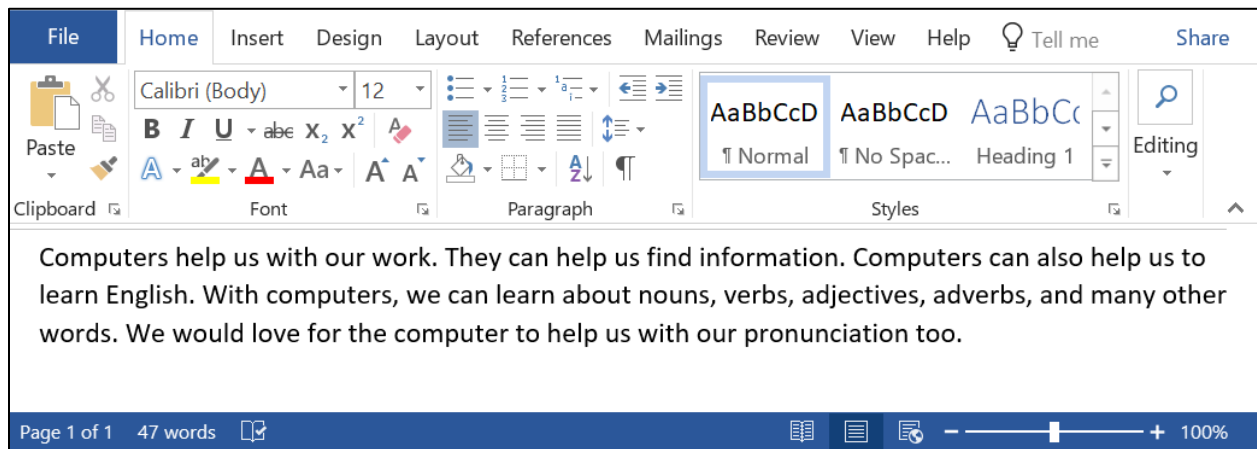 File Home Insert Design Layout References Mailings Review View Help Tell me Share
Calibri (Body) 12
B I U abc X₂ X² A
A ab A Aa A A A Z ¶
Paste
AaBbCcD AaBbCcD AaBbC
¶ Normal ¶ No Spac... Heading 1
Editing
Clipboard Font Paragraph Styles
Computers help us with our work. They can help us find information. Computers can also help us to
learn English. With computers, we can learn about nouns, verbs, adjectives, adverbs, and many other
words. We would love for the computer to help us with our pronunciation too.
Page 1 of 1 47 words 100%